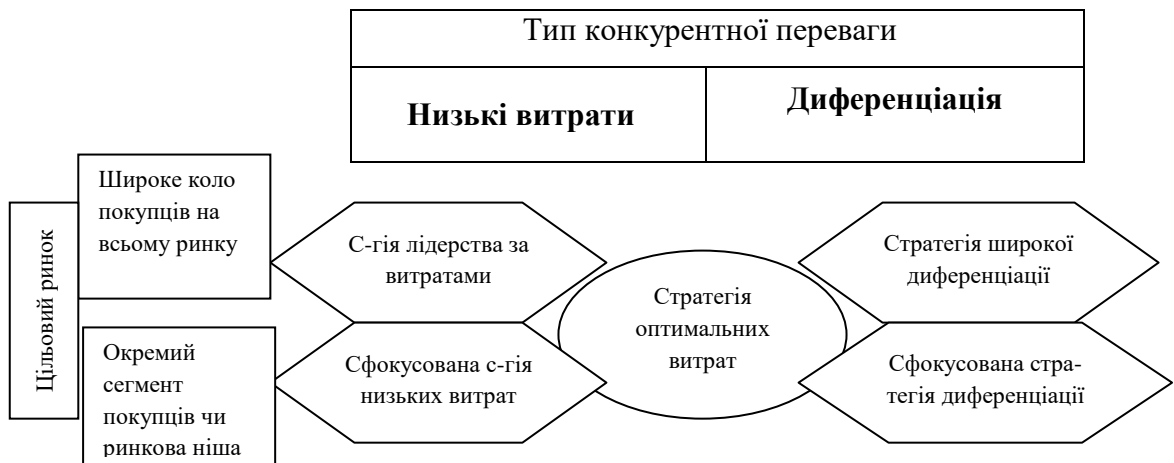 Тип конкурентної переваги
Низькі витрати
Диференціація
Цільовий ринок
Широке коло
покупців на
всьому ринку
С-гія лідерства за
витратами
Стратегія
оптимальних
витрат
Стратегія широкої
диференціації
Окремий
сегмент
покупців чи
ринкова ніша
Сфокусована с-гія
низьких витрат
Сфокусована стра-
тегія диференціації